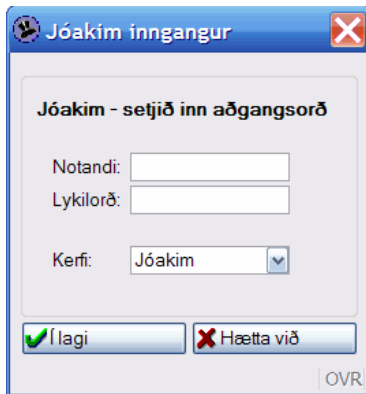 Jóakim inngangur
Jóakim - setjið inn aðgangsorð
Notandi:
Lykilorð:
Kerfi: Jóakim
Í lagi Hætta við
OVR